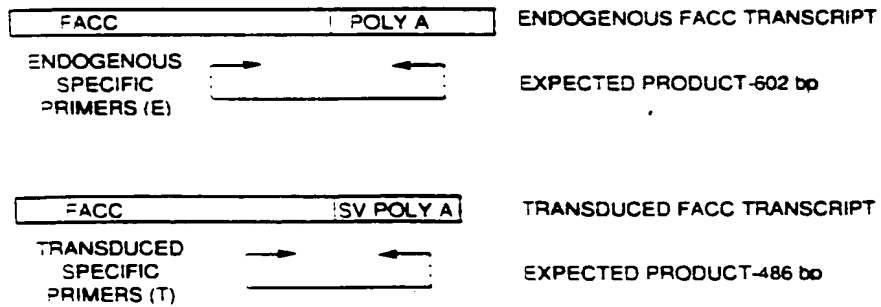 FACC POLY A ENDOGENOUS FACC TRANSCRIPT
ENDOGENOUS
SPECIFIC
PRIMERS (E)
EXPECTED PRODUCT-602 bp
FACC SV POLY A TRANSDUCED FACC TRANSCRIPT
TRANSDUCED
SPECIFIC
PRIMERS (T)
EXPECTED PRODUCT-486 bp